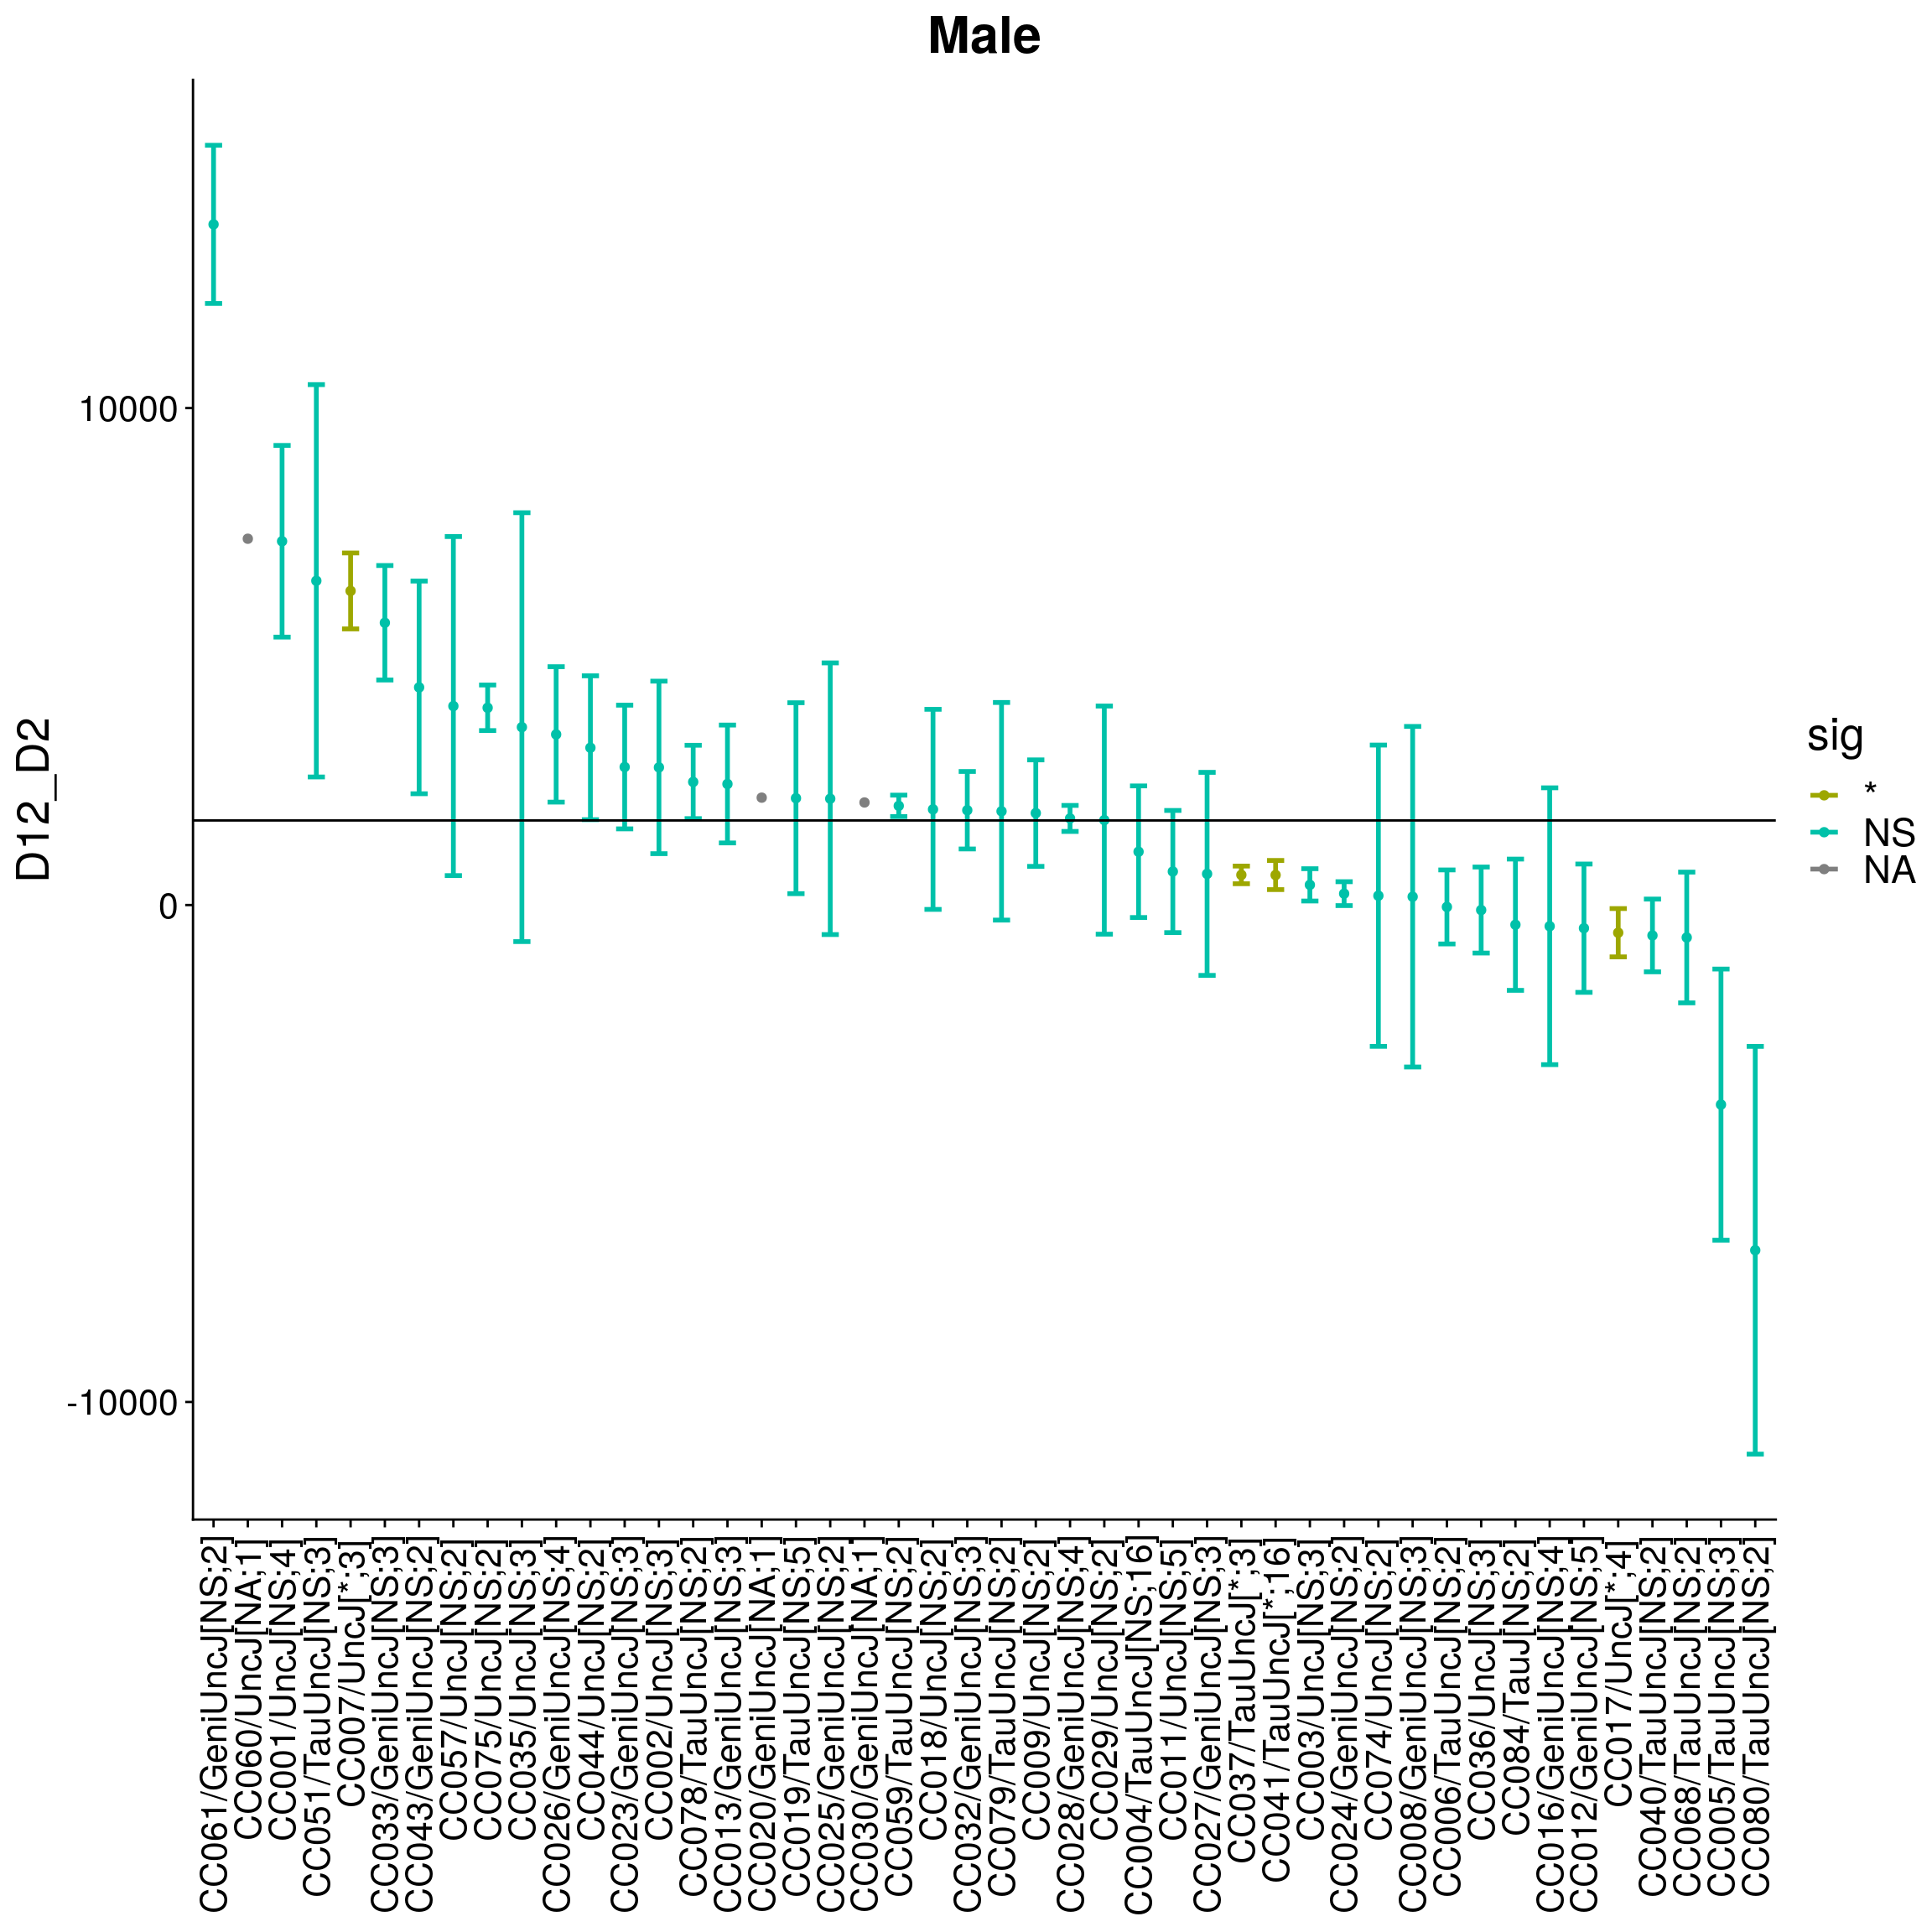 Male
D12_D2
10000
0
-10000
CC061/GeniUncJ[NS;2]
CC060/UncJ[NA;1]
CC001/UncJ[NS;4]
CC051/TauUncJ[NS;3]
CC007/UncJ[*;3]
CC033/GeniUncJ[NS;3]
CC043/GeniUncJ[NS;2]
CC057/UncJ[NS;2]
CC075/UncJ[NS;2]
CC035/UncJ[NS;3]
CC026/GeniUncJ[NS;4]
CC044/UncJ[NS;2]
CC023/GeniUncJ[NS;3]
CC002/UncJ[NS;3]
CC078/TauUncJ[NS;2]
CC013/GeniUncJ[NS;3]
CC020/GeniUncJ[NA;1]
CC019/TauUncJ[NS;5]
CC025/GeniUncJ[NS;2]
CC030/GeniUncJ[NA;1]
CC059/TauUncJ[NS;2]
CC018/UncJ[NS;2]
CC032/GeniUncJ[NS;3]
CC079/TauUncJ[NS;2]
CC009/UncJ[NS;2]
CC028/GeniUncJ[NS;4]
CC029/UncJ[NS;2]
CC004/TauUncJ[NS;16]
CC011/UncJ[NS;5]
CC027/GeniUncJ[NS;3]
CC037/TauUncJ[*;3]
CC041/TauUncJ[*;16]
CC003/UncJ[NS;3]
CC024/GeniUncJ[NS;2]
CC074/UncJ[NS;2]
CC008/GeniUncJ[NS;3]
CC006/TauUncJ[NS;2]
CC036/UncJ[NS;3]
CC084/TauJ[NS;2]
CC016/GeniUncJ[NS;4]
CC012/GeniUncJ[NS;5]
CC017/UncJ[*;4]
CC040/TauUncJ[NS;2]
CC068/TauUncJ[NS;2]
CC005/TauUncJ[NS;3]
CC080/TauUncJ[NS;2]
sig
*
NS
NA